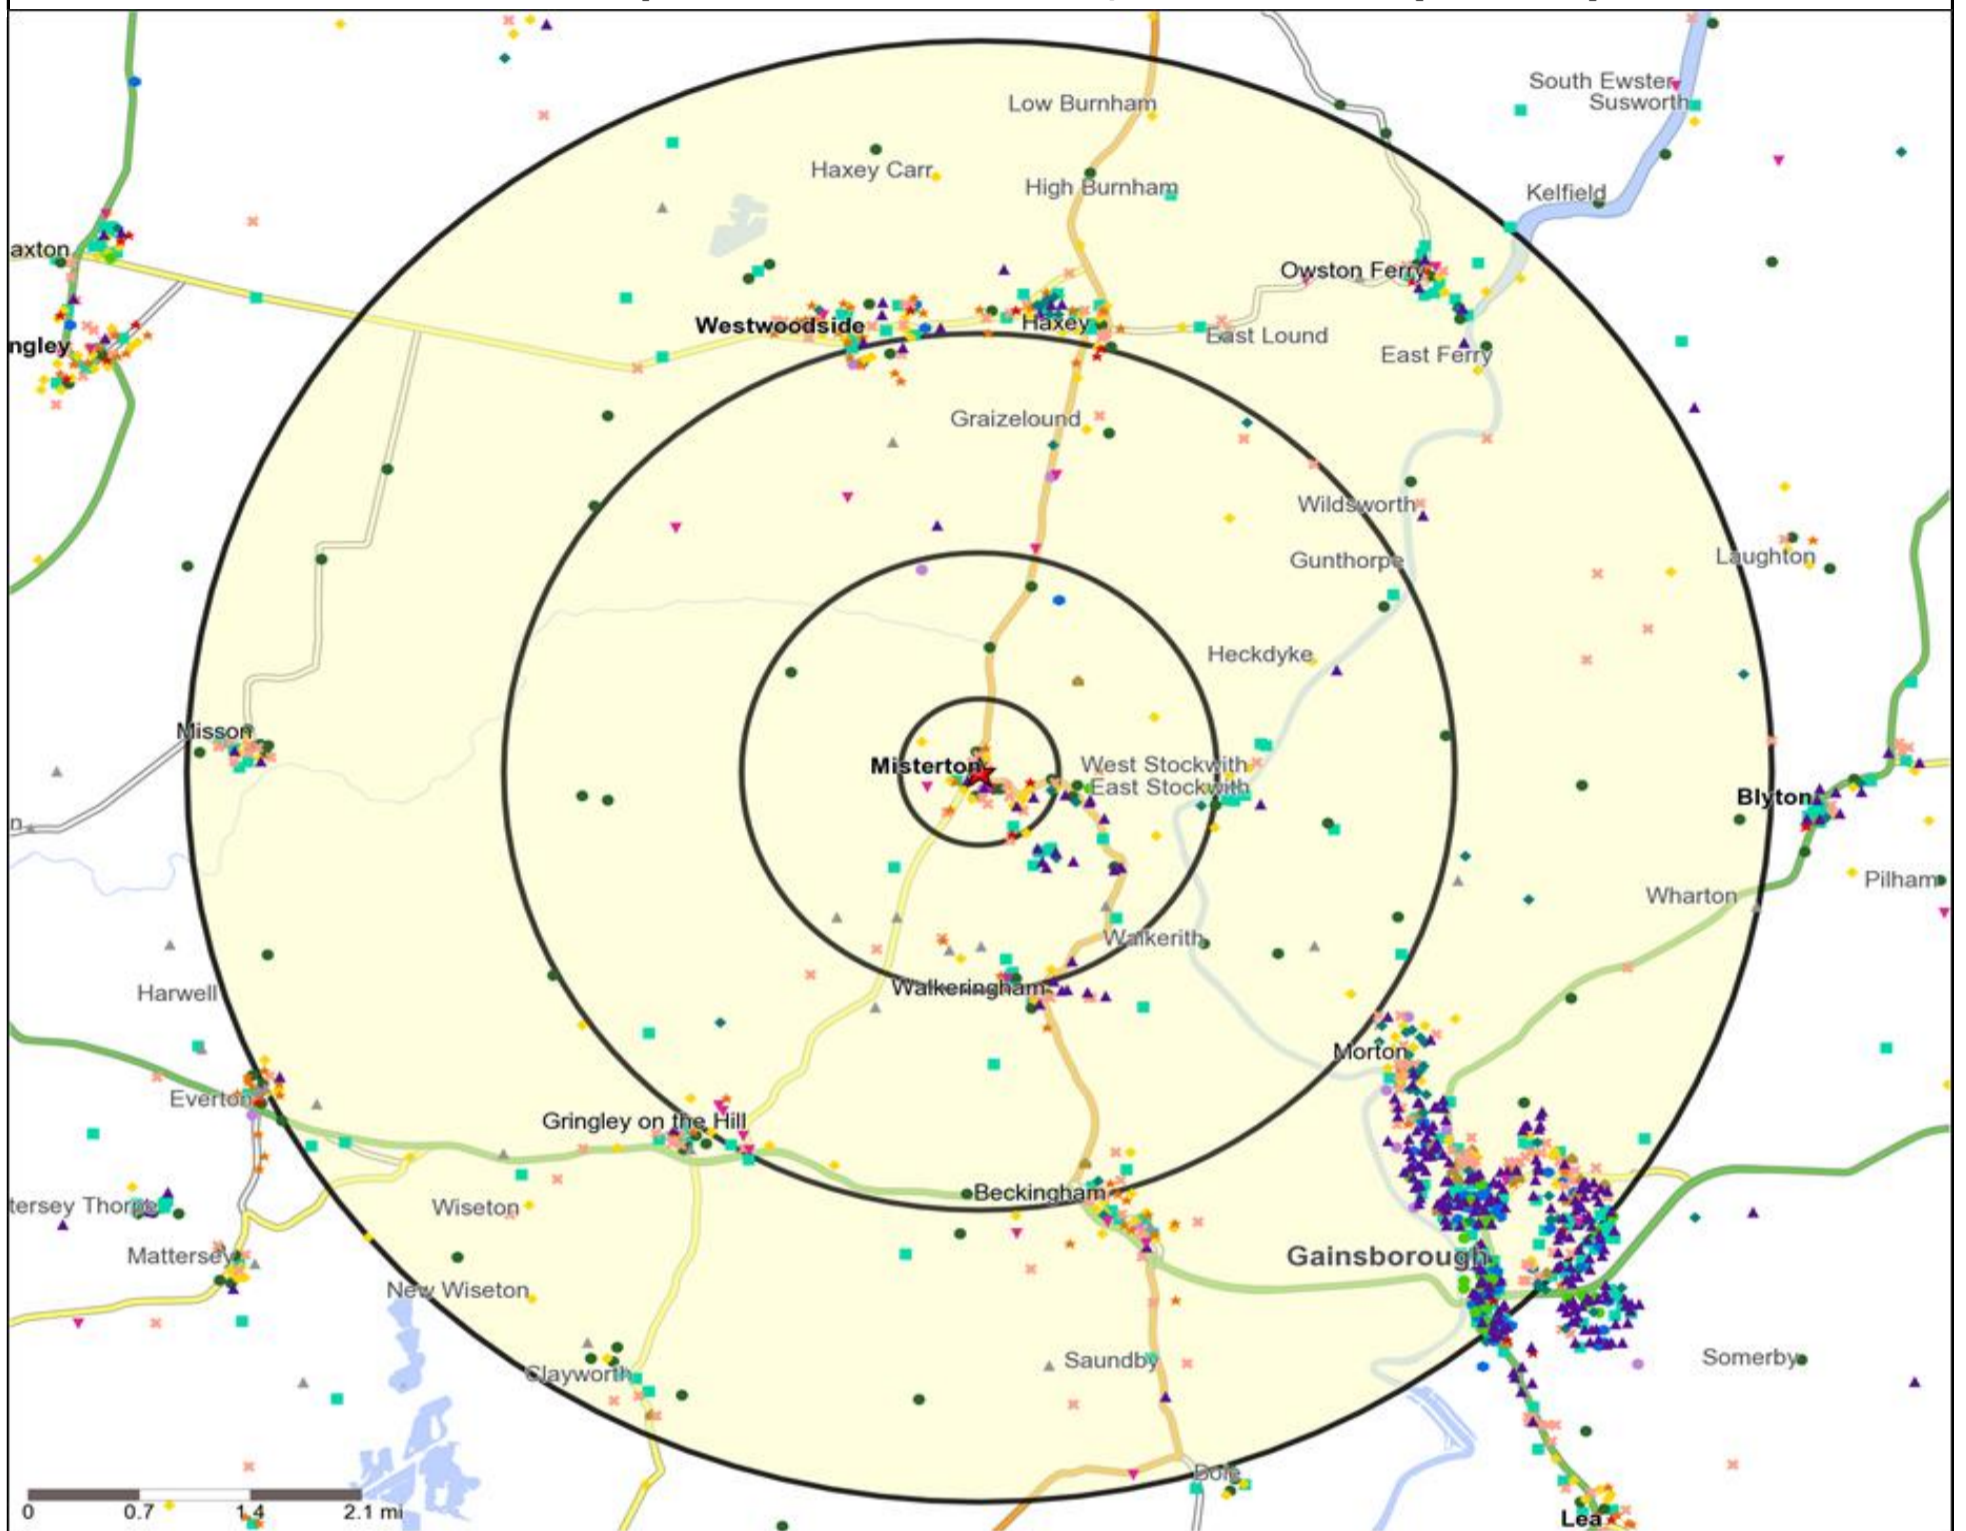 South Ewster
Susworth
Low Burnham
Haxey Carr
High Burnham
Kelfield
axton
Owston Ferry
Westwoodside
Haxey
East Lound
ngley
East Ferry
Graizelound
Wildsworth
Gunthorpe
Laughton
Heckdyke
Misson
Misterton
West Stockwith
East Stockwith
Blyton
n
Pilham
Wharton
Walkerith
Walkeringham
Harwell
Morton
Everton
Gringley on the Hill
Beckingham
tersey Thorpe
Wiseton
Mattersey
Gainsborough
New Wiseton
Saundby
Somerby
Clayworth
Bole
0 0.7 1.4 2.1 mi
Lea